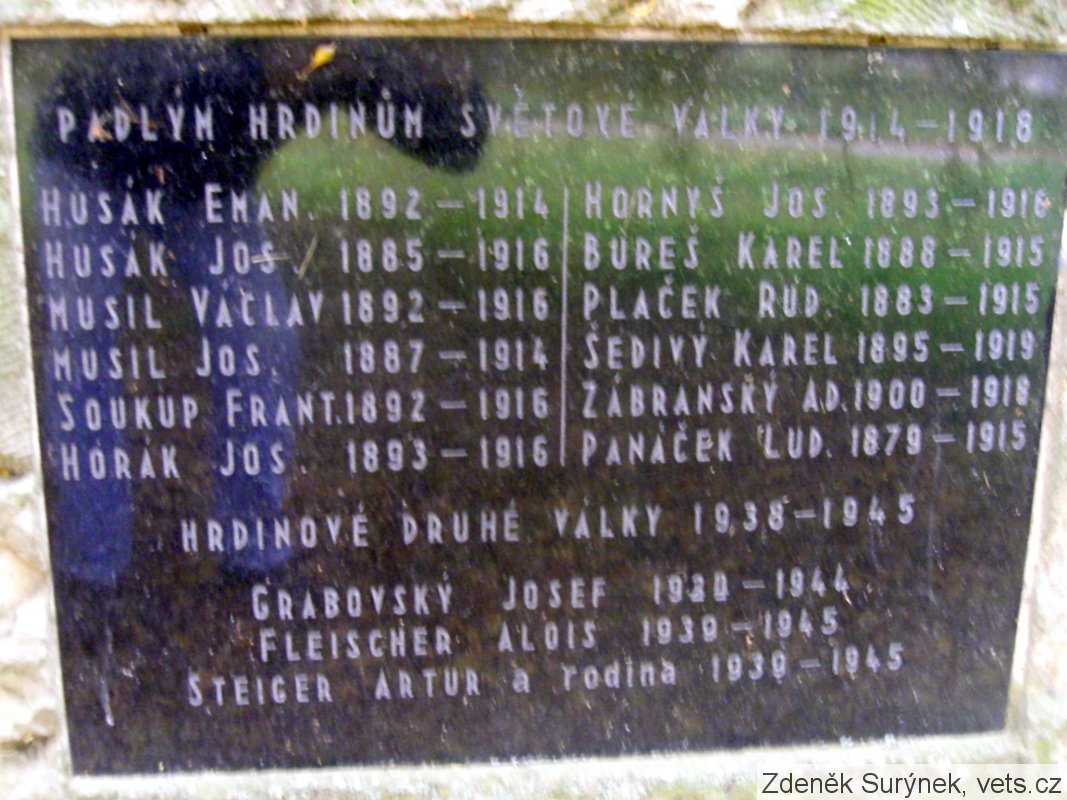 PADLÝM HRDINŮM SVĚTOVÉ VÁLKY 1914-1918
HUSÁK EMAN. 1892-1914
HUSÁK JOS. 1885-1916
MUSIL VÁCLAV 1892-1916
MUSIL JOS. 1887-1914
SOUKUP FRANT. 1892-1916
HORÁK JOS. 1893-1916
HORNYŠ JOS. 1893-1916
BUREŠ KAREL 1888-1915
PLAČEK RUD. 1883-1915
ŠEDIVÝ KAREL 1895-1919
ZÁBRANSKÝ AD. 1900-1918
PANÁČEK LUD. 1879-1915
HRDINOVÉ DRUHÉ VÁLKY 1938-1945
GRABOVSKÝ JOSEF 1920-1944
FLEISCHER ALOIS 1939-1945
STEIGER ARTUR a rodina 1939-1945
Zdeněk Surýnek, vets.cz